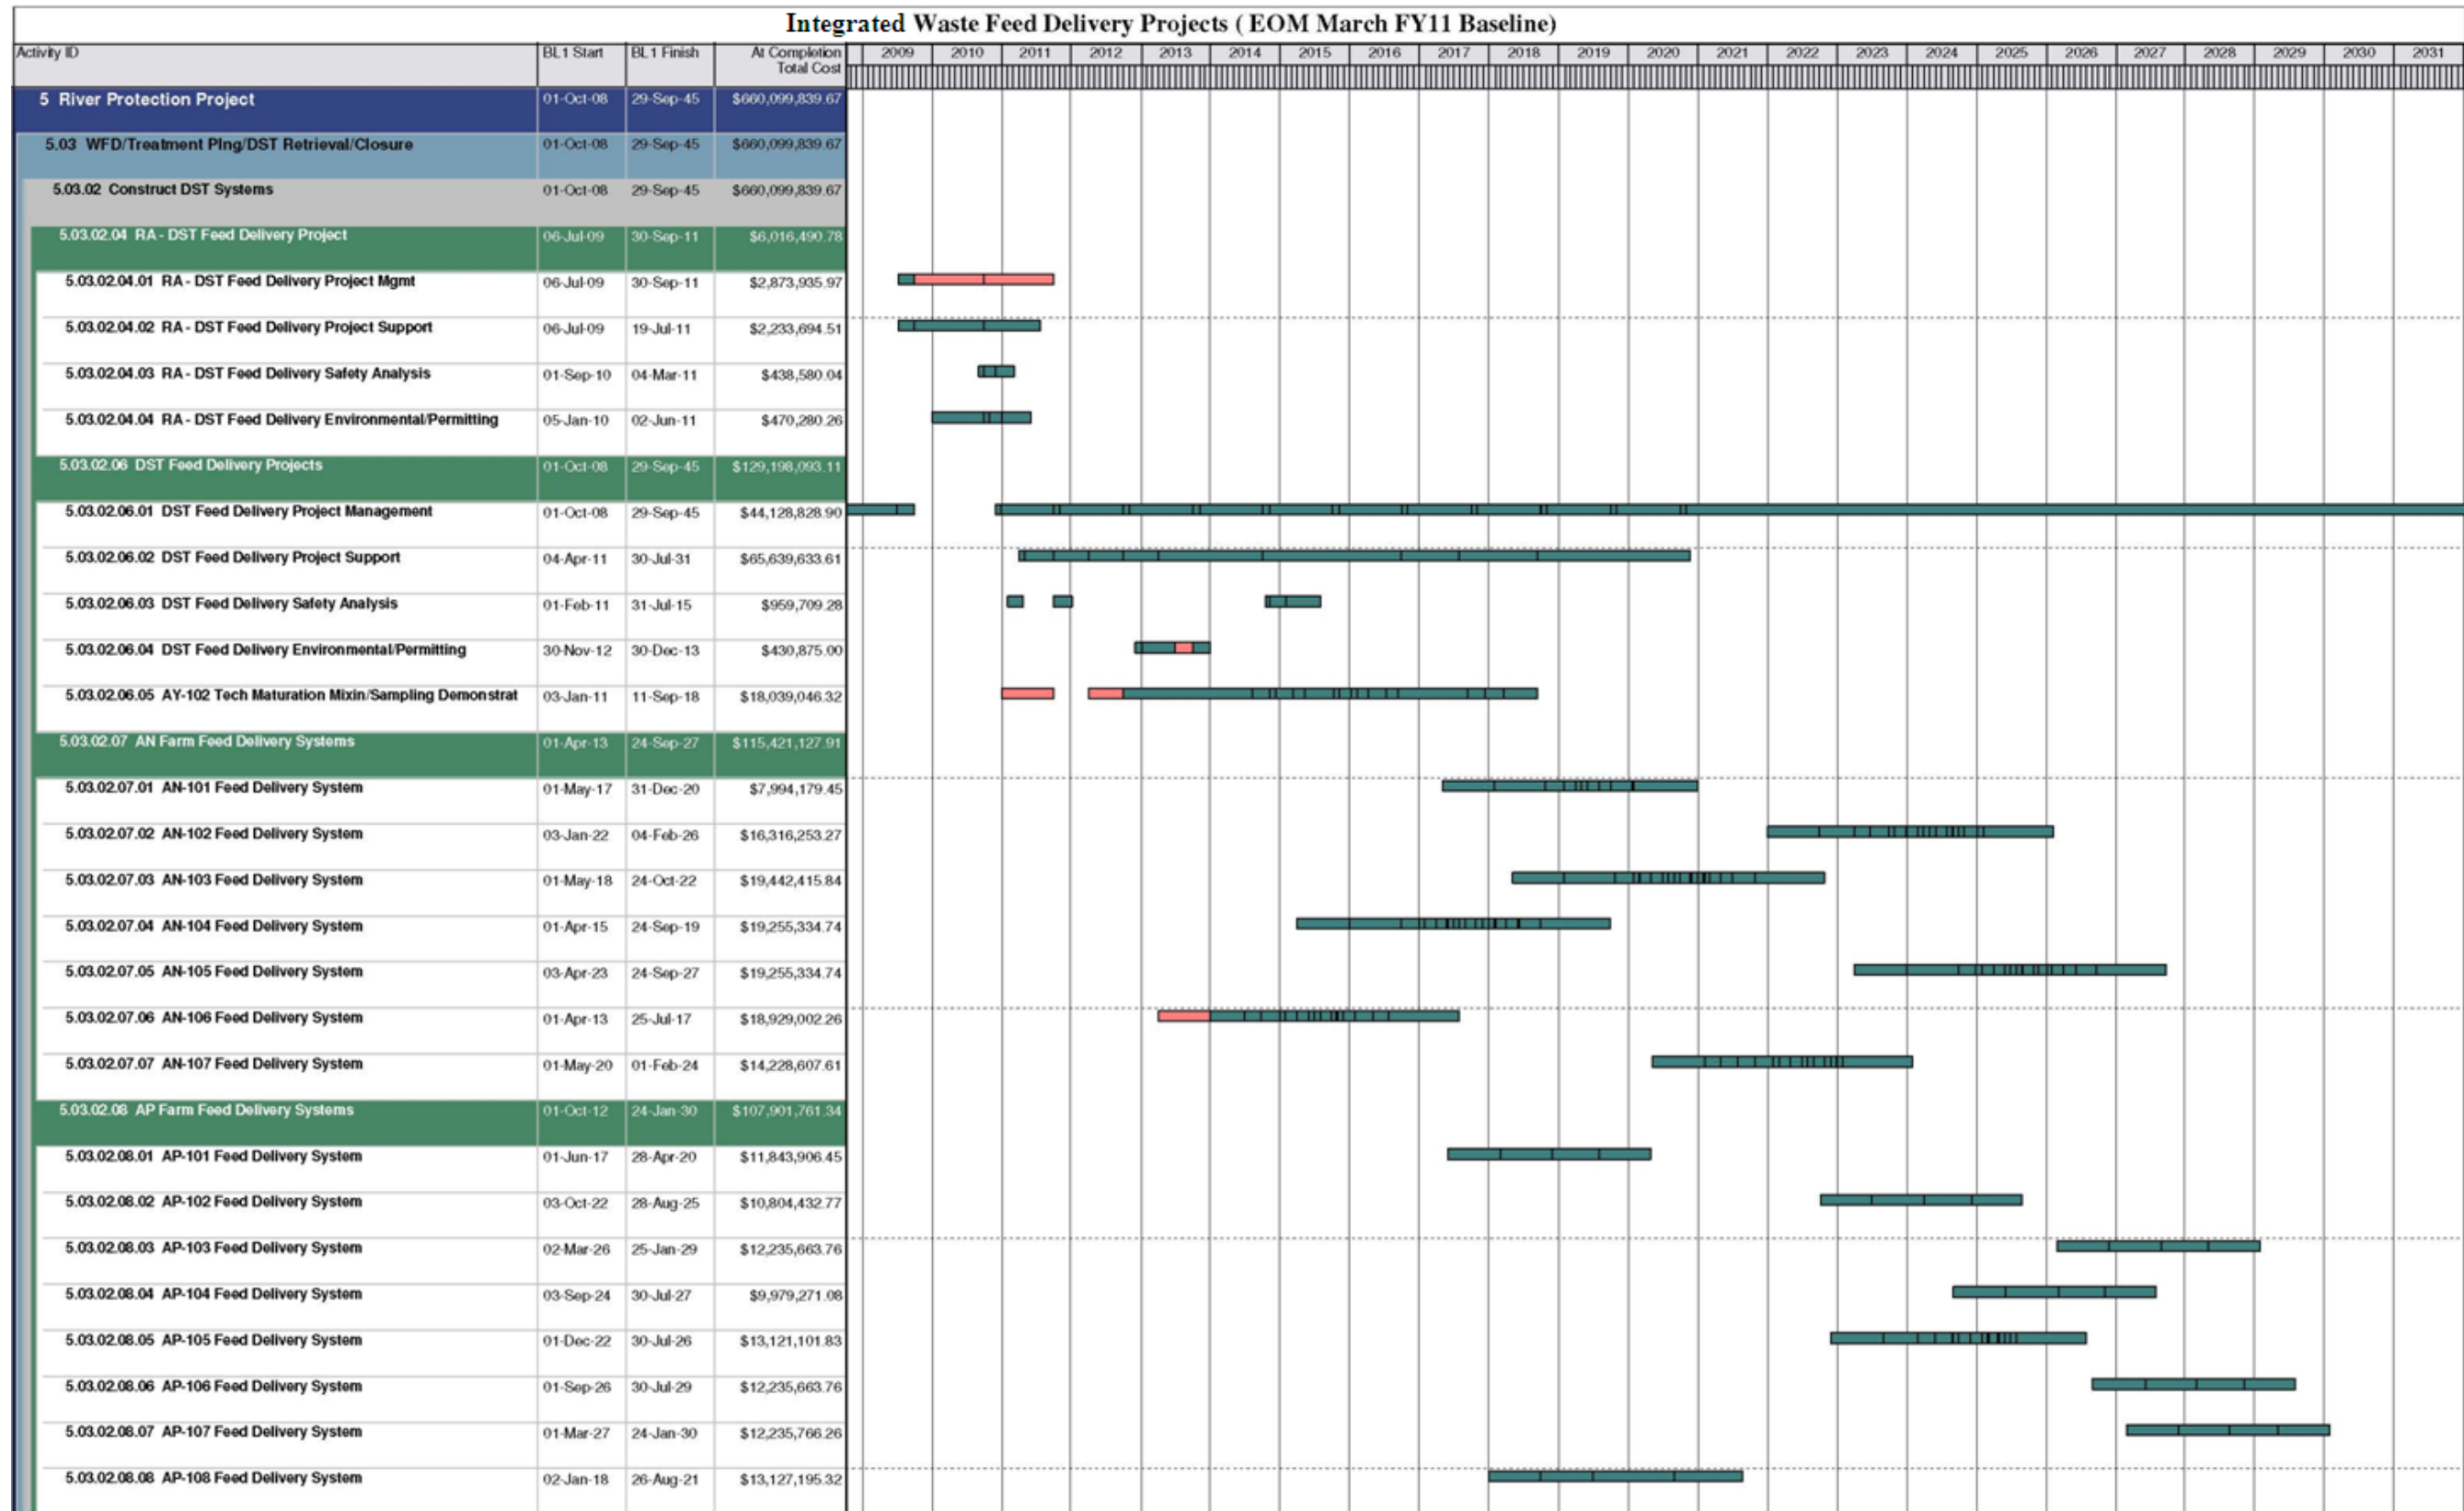 Integrated Waste Feed Delivery Projects ( EOM March FY11 Baseline)
Activity ID BL1 Start BL1 Finish At Completion Total Cost 2009 2010 2011 2012 2013 2014 2015 2016 2017 2018 2019 2020 2021 2022 2023 2024 2025 2026 2027 2028 2029 2030 2031
5 River Protection Project 01-Oct-08 29-Sep-45 $660,099,839.67
5.03 WFD/Treatment Plng/DST Retrieval/Closure 01-Oct-08 29-Sep-45 $660,099,839.67
5.03.02 Construct DST Systems 01-Oct-08 29-Sep-45 $660,099,839.67
5.03.02.04 RA - DST Feed Delivery Project 06-Jul-09 30-Sep-11 $6,016,490.78
5.03.02.04.01 RA - DST Feed Delivery Project Mgmt 06-Jul-09 30-Sep-11 $2,873,935.97
5.03.02.04.02 RA - DST Feed Delivery Project Support 06-Jul-09 19-Jul-11 $2,233,694.51
5.03.02.04.03 RA - DST Feed Delivery Safety Analysis 01-Sep-10 04-Mar-11 $438,580.04
5.03.02.04.04 RA - DST Feed Delivery Environmental/Permitting 05-Jan-10 02-Jun-11 $470,280.26
5.03.02.06 DST Feed Delivery Projects 01-Oct-08 29-Sep-45 $129,198,093.11
5.03.02.06.01 DST Feed Delivery Project Management 01-Oct-08 29-Sep-45 $44,128,828.90
5.03.02.06.02 DST Feed Delivery Project Support 04-Apr-11 30-Jul-31 $65,639,633.61
5.03.02.06.03 DST Feed Delivery Safety Analysis 01-Feb-11 31-Jul-15 $959,709.28
5.03.02.06.04 DST Feed Delivery Environmental/Permitting 30-Nov-12 30-Dec-13 $430,875.00
5.03.02.06.05 AY-102 Tech Maturation Mixin/Sampling Demonstrat 03-Jan-11 11-Sep-18 $18,039,046.32
5.03.02.07 AN Farm Feed Delivery Systems 01-Apr-13 24-Sep-27 $115,421,127.91
5.03.02.07.01 AN-101 Feed Delivery System 01-May-17 31-Dec-20 $7,994,179.45
5.03.02.07.02 AN-102 Feed Delivery System 03-Jan-22 04-Feb-26 $16,316,253.27
5.03.02.07.03 AN-103 Feed Delivery System 01-May-18 24-Oct-22 $19,442,415.84
5.03.02.07.04 AN-104 Feed Delivery System 01-Apr-15 24-Sep-19 $19,255,334.74
5.03.02.07.05 AN-105 Feed Delivery System 03-Apr-23 24-Sep-27 $19,255,334.74
5.03.02.07.06 AN-106 Feed Delivery System 01-Apr-13 25-Jul-17 $18,929,002.26
5.03.02.07.07 AN-107 Feed Delivery System 01-May-20 01-Feb-24 $14,228,607.61
5.03.02.08 AP Farm Feed Delivery Systems 01-Oct-12 24-Jan-30 $107,901,761.34
5.03.02.08.01 AP-101 Feed Delivery System 01-Jun-17 28-Apr-20 $11,843,906.45
5.03.02.08.02 AP-102 Feed Delivery System 03-Oct-22 28-Aug-25 $10,804,432.77
5.03.02.08.03 AP-103 Feed Delivery System 02-Mar-26 25-Jan-29 $12,235,663.76
5.03.02.08.04 AP-104 Feed Delivery System 03-Sep-24 30-Jul-27 $9,979,271.08
5.03.02.08.05 AP-105 Feed Delivery System 01-Dec-22 30-Jul-26 $13,121,101.83
5.03.02.08.06 AP-106 Feed Delivery System 01-Sep-26 30-Jul-29 $12,235,663.76
5.03.02.08.07 AP-107 Feed Delivery System 01-Mar-27 24-Jan-30 $12,235,766.26
5.03.02.08.08 AP-108 Feed Delivery System 02-Jan-18 26-Aug-21 $13,127,195.32